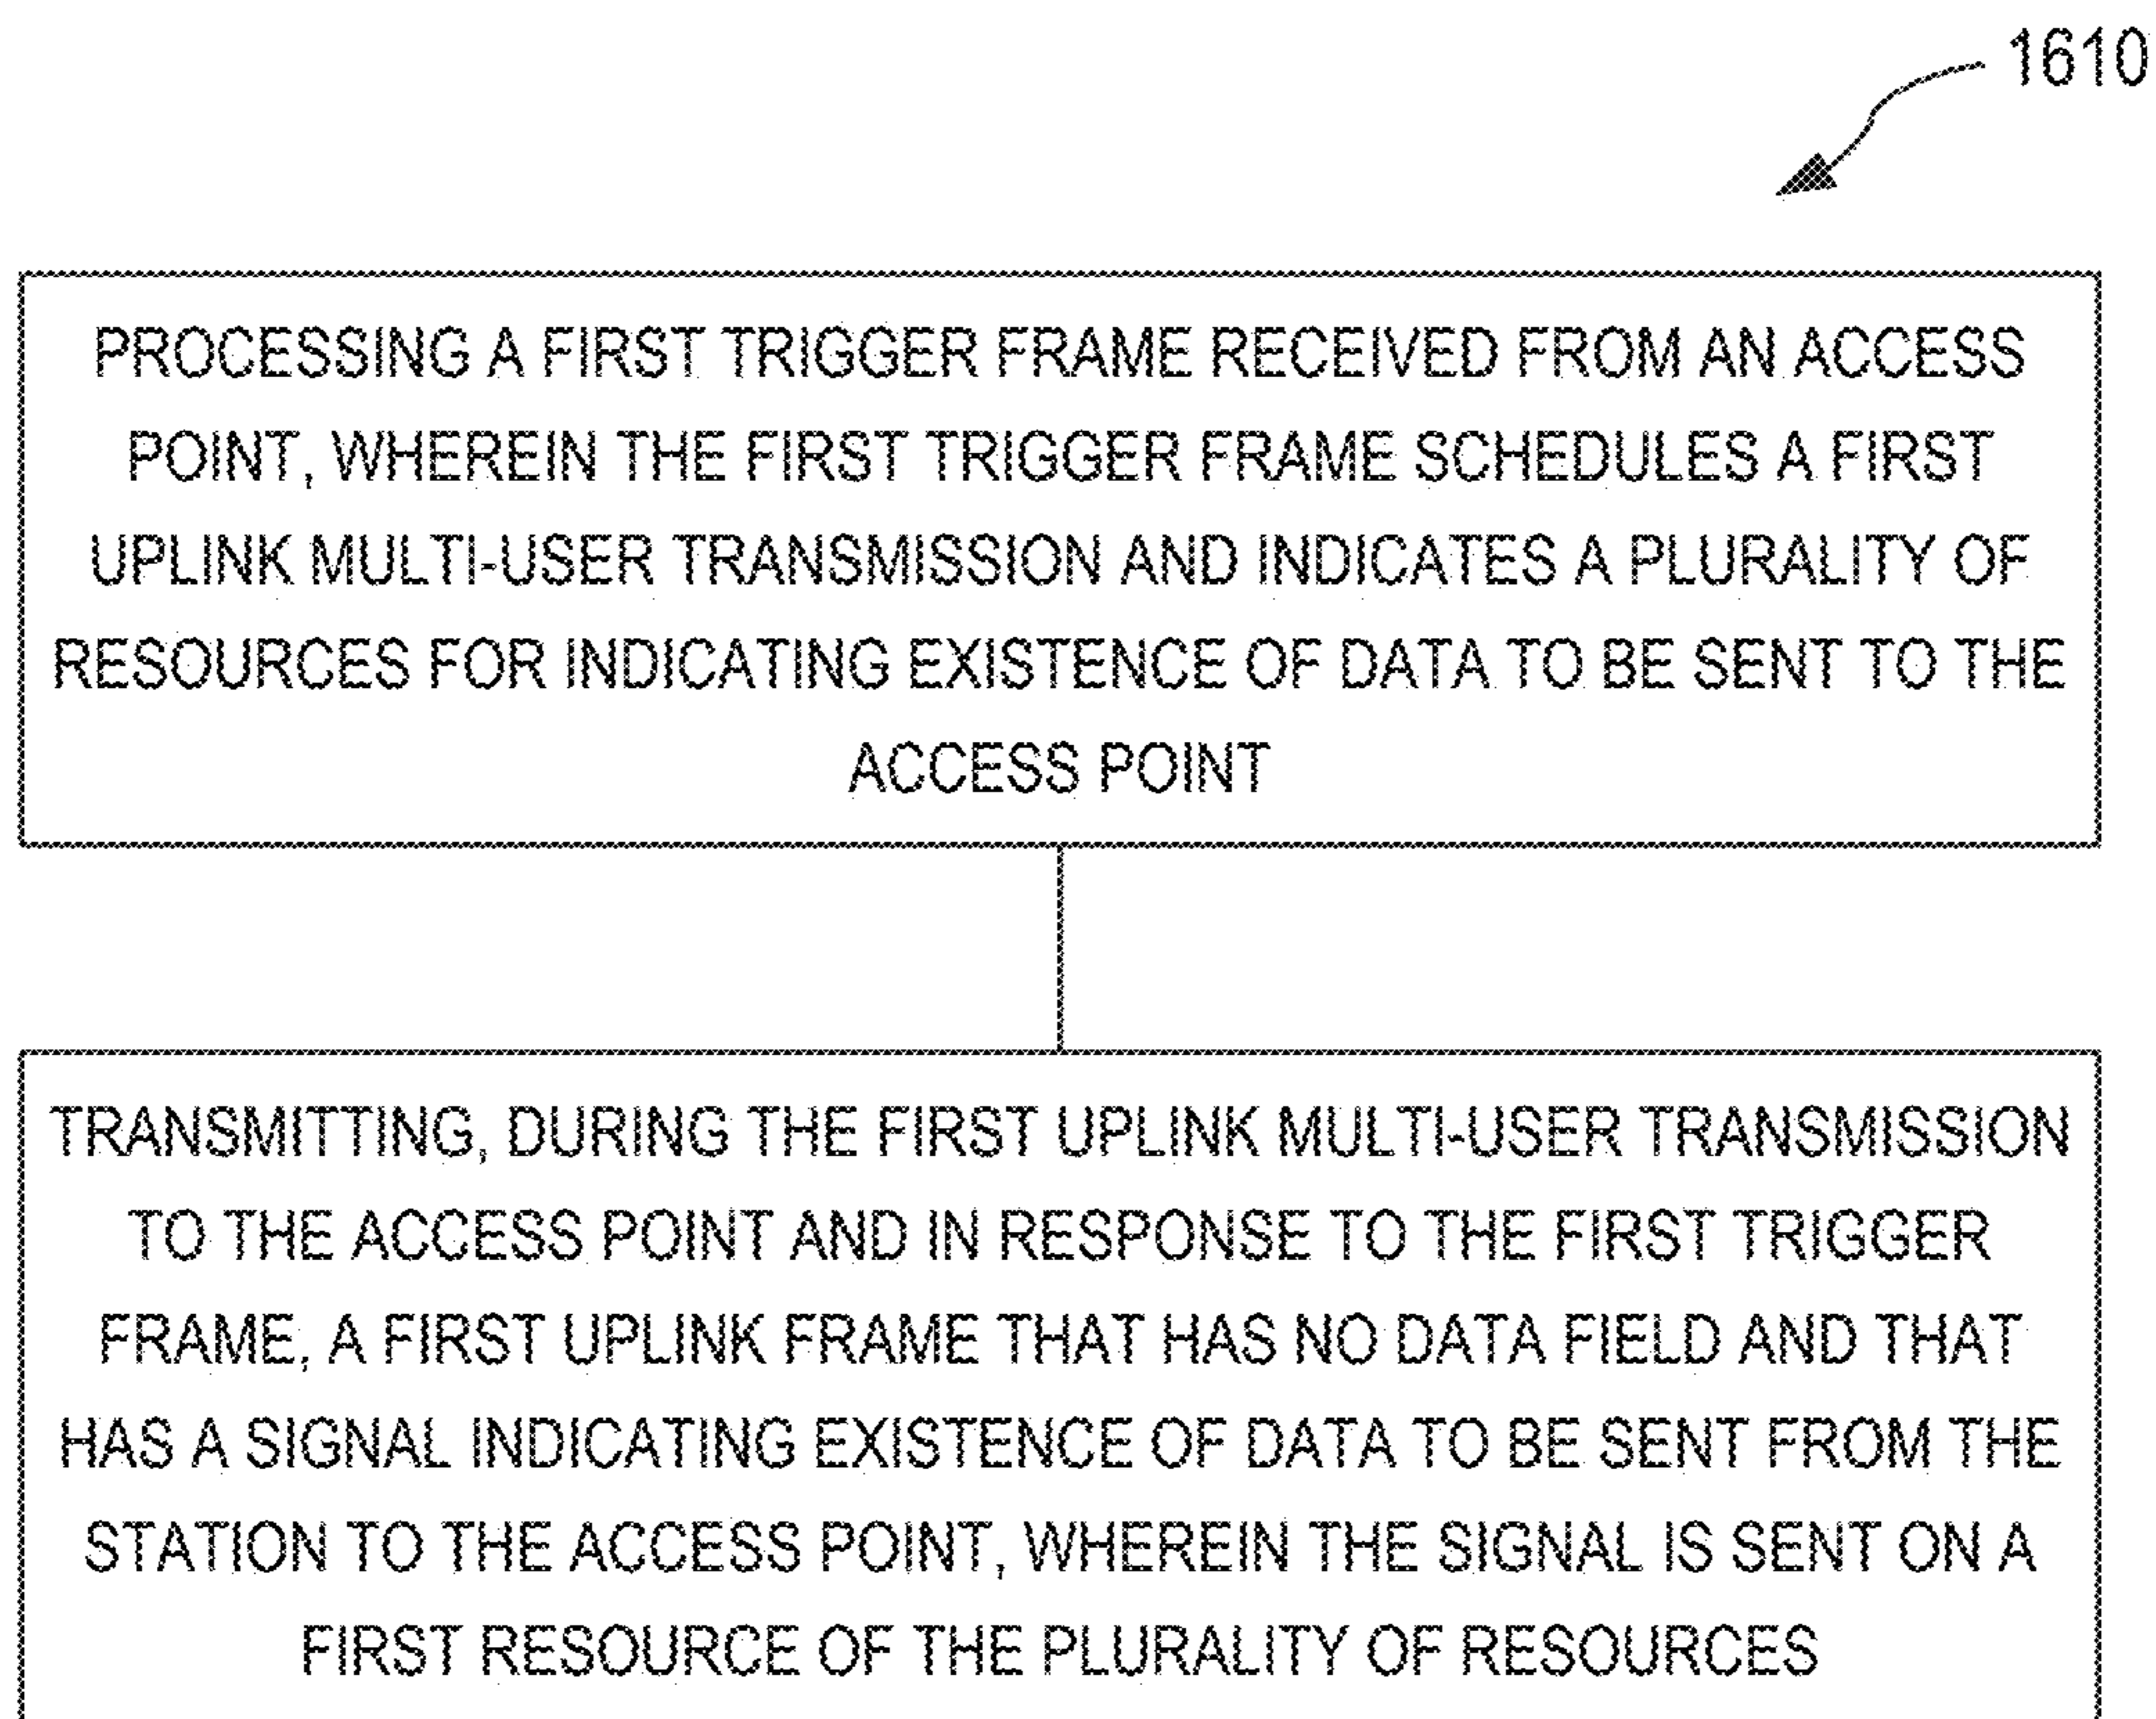 1610
PROCESSING A FIRST TRIGGER FRAME RECEIVED FROM AN ACCESS
POINT, WHEREIN THE FIRST TRIGGER FRAME SCHEDULES A FIRST
UPLINK MULTI-USER TRANSMISSION AND INDICATES A PLURALITY OF
RESOURCES FOR INDICATING EXISTENCE OF DATA TO BE SENT TO THE
ACCESS POINT
TRANSMITTING, DURING THE FIRST UPLINK MULTI-USER TRANSMISSION
TO THE ACCESS POINT AND IN RESPONSE TO THE FIRST TRIGGER
FRAME, A FIRST UPLINK FRAME THAT HAS NO DATA FIELD AND THAT
HAS A SIGNAL INDICATING EXISTENCE OF DATA TO BE SENT FROM THE
STATION TO THE ACCESS POINT, WHEREIN THE SIGNAL IS SENT ON A
FIRST RESOURCE OF THE PLURALITY OF RESOURCES